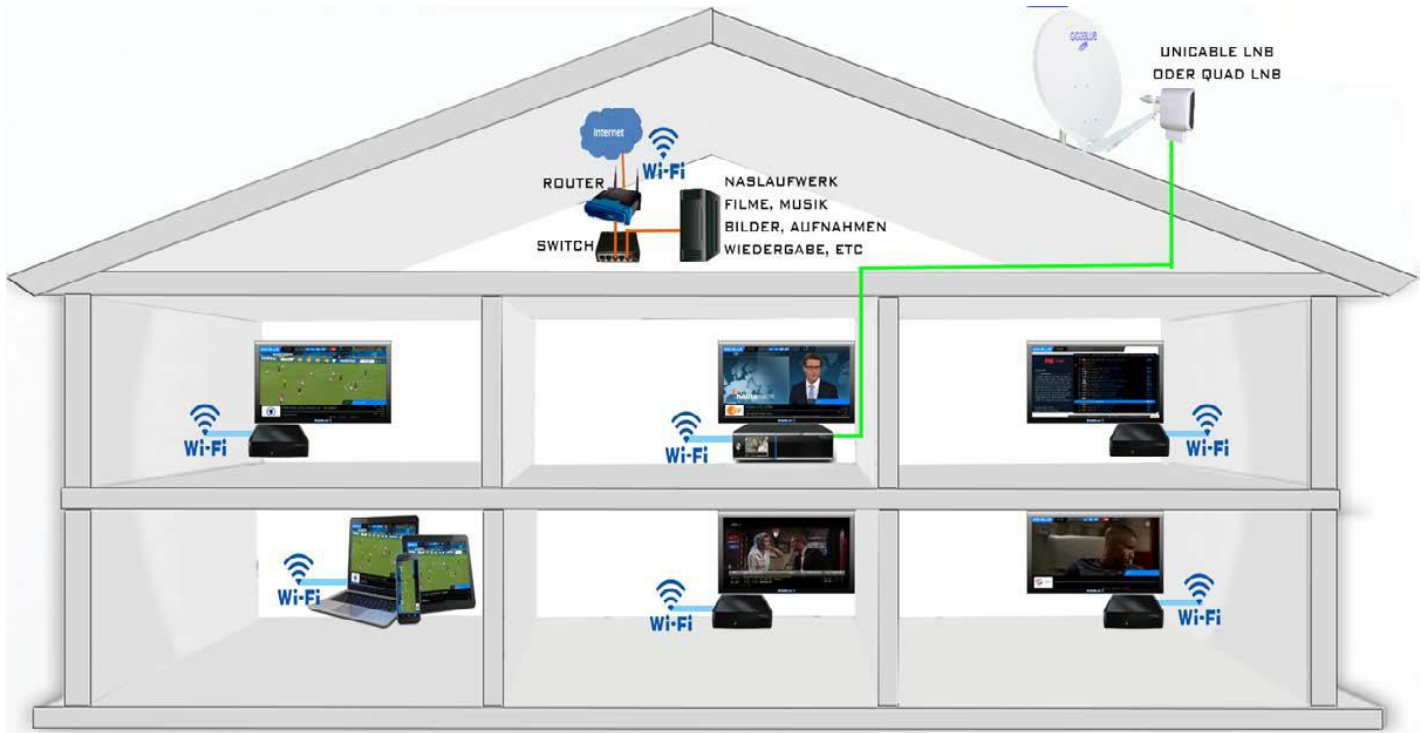 GIGABLUE
UNICABLE LNB
ODER QUAD LNB
Internet
Wi-Fi
ROUTER
NASLAUFWERK
FILME, MUSIK
BILDER, AUFNAHMEN
WIEDERGABE, ETC
SWITCH
Wi-Fi
Wi-Fi
Wi-Fi
Wi-Fi
Wi-Fi
Wi-Fi